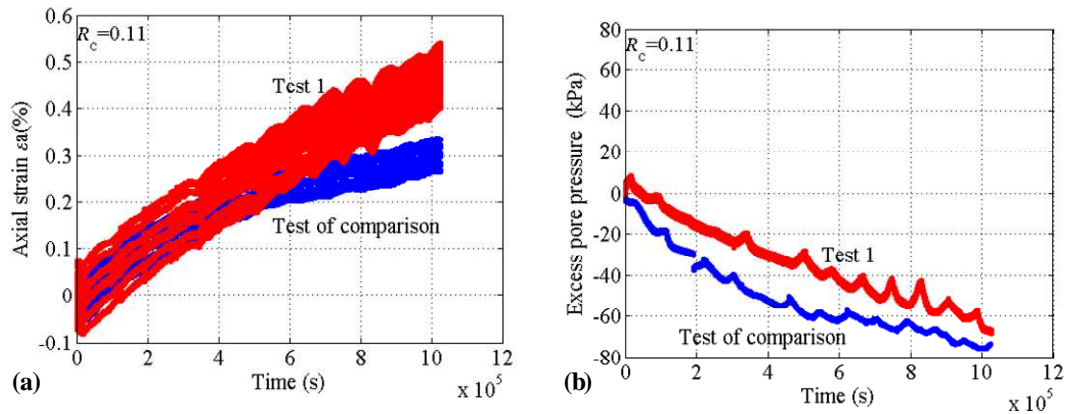 0.6
0.5
0.4
0.3
0.2
0.1
0
-0.1
Axial strain εa(%)
Rc=0.11
Test 1
Test of comparison
0 2 4 6 8 10 12
Time (s)
x 10^5
(a)
80
60
40
20
0
-20
-40
-60
-80
Excess pore pressure (kPa)
Rc=0.11
Test 1
Test of comparison
0 2 4 6 8 10 12
Time (s)
x 10^5
(b)